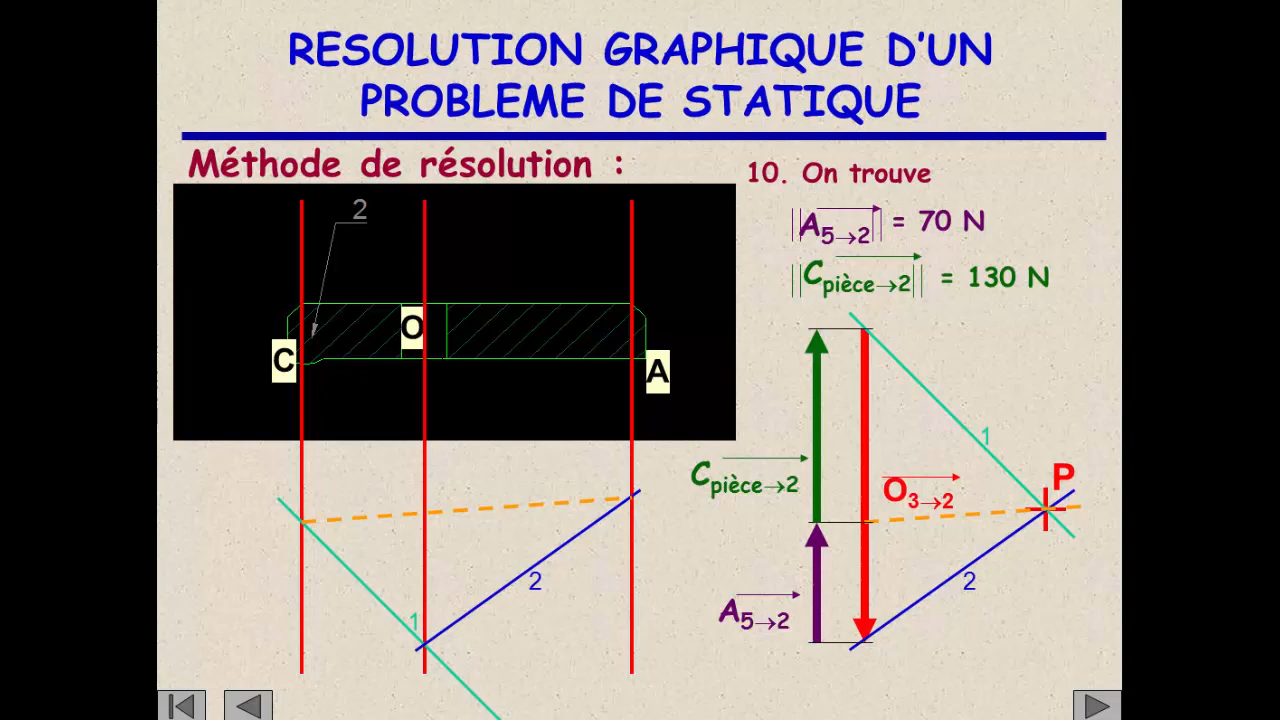 RESOLUTION GRAPHIQUE D'UN
PROBLEME DE STATIQUE
Méthode de résolution :
10. On trouve
||A5→2|| = 70 N
||Cpièce→2|| = 130 N
2
O
C
A
1
2
Cpièce→2
A5→2
O3→2
1
P
2